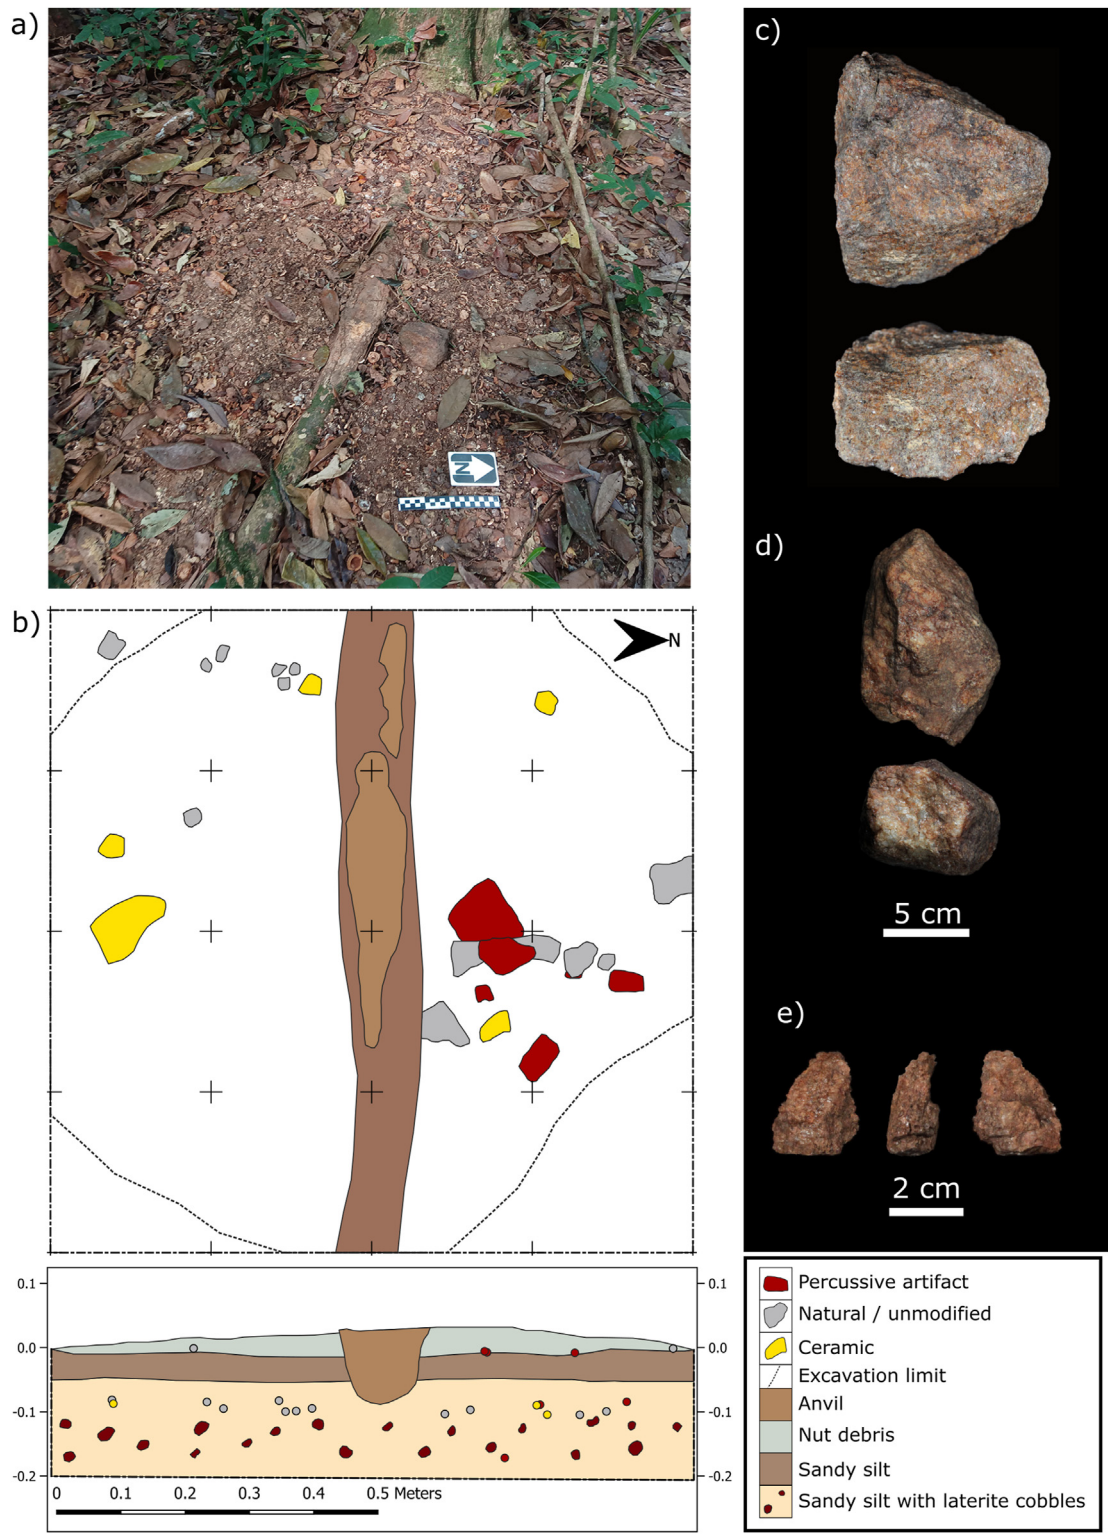 a)
N
b)
N
0.1
0.0
-0.1
-0.2
0.1
0.0
-0.1
-0.2
0 0.1 0.2 0.3 0.4 0.5 Meters
c)
d)
5 cm
e)
2 cm
Percussive artifact
Natural / unmodified
Ceramic
Excavation limit
Anvil
Nut debris
Sandy silt
Sandy silt with laterite cobbles